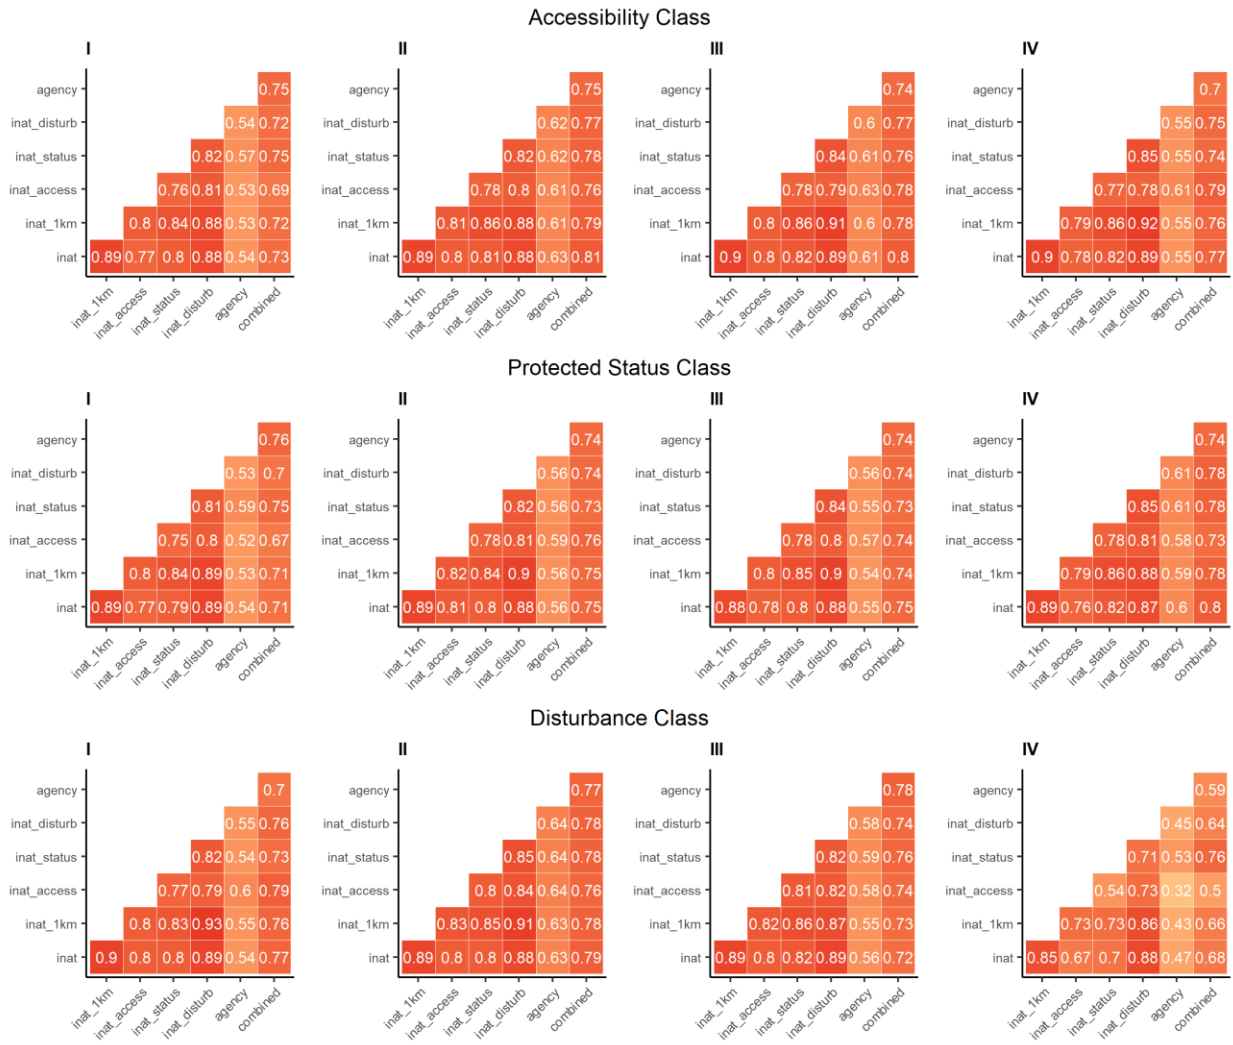 Accessibility Class
I II III IV
agency 0.75 agency 0.75 agency 0.74 agency 0.7
inat_disturb 0.54 0.72 inat_disturb 0.62 0.77 inat_disturb 0.6 0.77 inat_disturb 0.55 0.75
inat_status 0.82 0.57 0.75 inat_status 0.82 0.62 0.78 inat_status 0.84 0.61 0.76 inat_status 0.85 0.55 0.74
inat_access 0.76 0.81 0.53 0.69 inat_access 0.78 0.8 0.61 0.76 inat_access 0.78 0.79 0.63 0.78 inat_access 0.77 0.78 0.61 0.79
inat_1km 0.8 0.84 0.88 0.53 0.72 inat_1km 0.81 0.86 0.88 0.61 0.79 inat_1km 0.8 0.86 0.91 0.6 0.78 inat_1km 0.79 0.86 0.92 0.55 0.76
inat 0.89 0.77 0.8 0.88 0.54 0.73 inat 0.89 0.8 0.81 0.88 0.63 0.81 inat 0.9 0.8 0.82 0.89 0.61 0.8 inat 0.9 0.78 0.82 0.89 0.55 0.77
inat_1km inat_access inat_status inat_disturb agency combined inat_1km inat_access inat_status inat_disturb agency combined inat_1km inat_access inat_status inat_disturb agency combined inat_1km inat_access inat_status inat_disturb agency combined
Protected Status Class
I II III IV
agency 0.76 agency 0.74 agency 0.74 agency 0.74
inat_disturb 0.53 0.7 inat_disturb 0.56 0.74 inat_disturb 0.56 0.74 inat_disturb 0.61 0.78
inat_status 0.81 0.59 0.75 inat_status 0.82 0.56 0.73 inat_status 0.84 0.55 0.73 inat_status 0.85 0.61 0.78
inat_access 0.75 0.8 0.52 0.67 inat_access 0.78 0.81 0.59 0.76 inat_access 0.78 0.8 0.57 0.74 inat_access 0.78 0.81 0.58 0.73
inat_1km 0.8 0.84 0.89 0.53 0.71 inat_1km 0.82 0.84 0.9 0.56 0.75 inat_1km 0.8 0.85 0.9 0.54 0.74 inat_1km 0.79 0.86 0.88 0.59 0.78
inat 0.89 0.77 0.79 0.89 0.54 0.71 inat 0.89 0.81 0.8 0.88 0.56 0.75 inat 0.88 0.78 0.8 0.88 0.55 0.75 inat 0.89 0.76 0.82 0.87 0.6 0.8
inat_1km inat_access inat_status inat_disturb agency combined inat_1km inat_access inat_status inat_disturb agency combined inat_1km inat_access inat_status inat_disturb agency combined inat_1km inat_access inat_status inat_disturb agency combined
Disturbance Class
I II III IV
agency 0.7 agency 0.77 agency 0.78 agency 0.59
inat_disturb 0.55 0.76 inat_disturb 0.64 0.78 inat_disturb 0.58 0.74 inat_disturb 0.45 0.64
inat_status 0.82 0.54 0.73 inat_status 0.85 0.64 0.78 inat_status 0.82 0.59 0.76 inat_status 0.71 0.53 0.76
inat_access 0.77 0.79 0.6 0.79 inat_access 0.8 0.84 0.64 0.76 inat_access 0.81 0.82 0.58 0.74 inat_access 0.54 0.73 0.32 0.5
inat_1km 0.8 0.83 0.93 0.55 0.76 inat_1km 0.83 0.85 0.91 0.63 0.78 inat_1km 0.82 0.86 0.87 0.55 0.73 inat_1km 0.73 0.73 0.86 0.43 0.66
inat 0.9 0.8 0.8 0.89 0.54 0.77 inat 0.89 0.8 0.8 0.88 0.63 0.79 inat 0.89 0.8 0.82 0.89 0.56 0.72 inat 0.85 0.67 0.7 0.88 0.47 0.68
inat_1km inat_access inat_status inat_disturb agency combined inat_1km inat_access inat_status inat_disturb agency combined inat_1km inat_access inat_status inat_disturb agency combined inat_1km inat_access inat_status inat_disturb agency combined